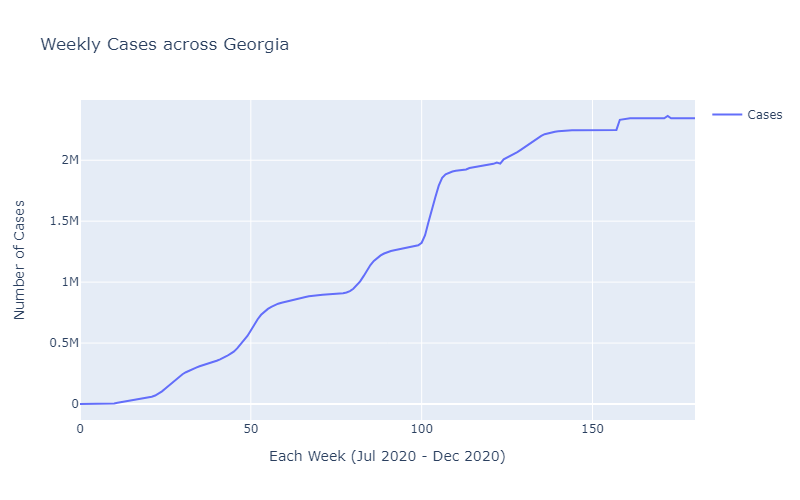 Weekly Cases across Georgia
Cases
2M
1.5M
1M
0.5M
0
0 50 100 150
Number of Cases
Each Week (Jul 2020 - Dec 2020)